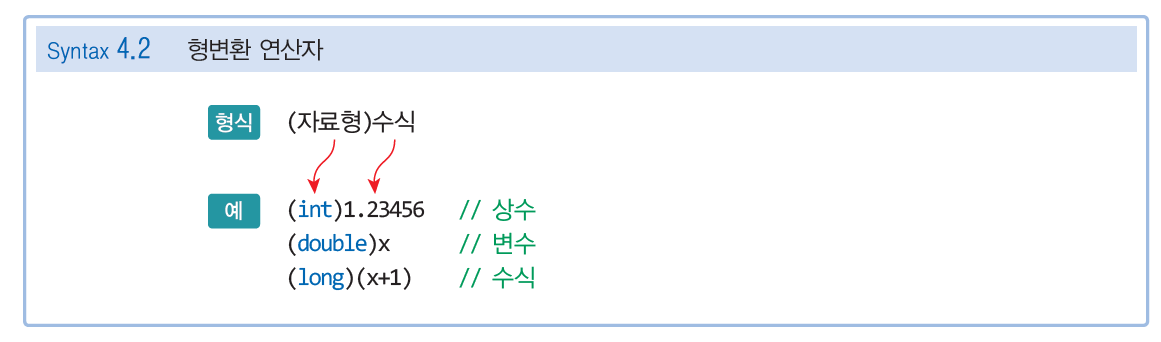 Syntax 4.2 형변환 연산자
형식 (자료형)수식
예 (int)1.23456 // 상수
(double)x // 변수
(long)(x+1) // 수식